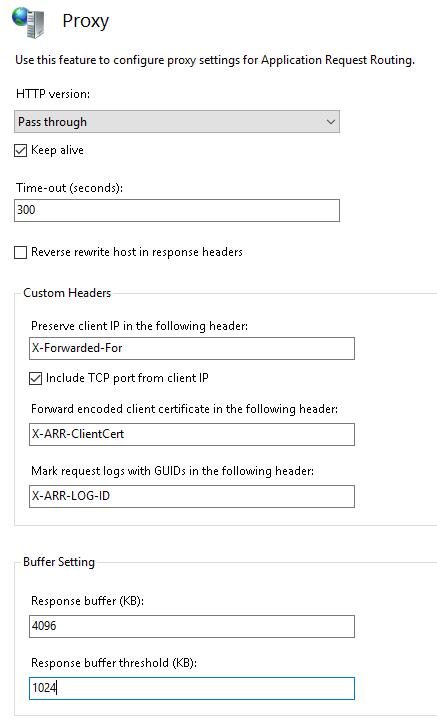 Proxy
Use this feature to configure proxy settings for Application Request Routing.
HTTP version:
Pass through
Keep alive
Time-out (seconds):
300
Reverse rewrite host in response headers
Custom Headers
Preserve client IP in the following header:
X-Forwarded-For
Include TCP port from client IP
Forward encoded client certificate in the following header:
X-ARR-ClientCert
Mark request logs with GUIDs in the following header:
X-ARR-LOG-ID
Buffer Setting
Response buffer (KB):
4096
Response buffer threshold (KB):
1024